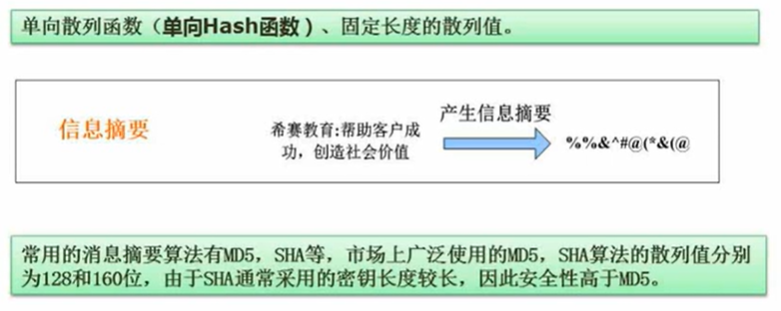 单向散列函数（单向Hash函数）、固定长度的散列值。
信息摘要
希赛教育:帮助客户成
功，创造社会价值
产生信息摘要
%%&^#@(*&(@
常用的消息摘要算法有MD5，SHA等，市场上广泛使用的MD5，SHA算法的散列值分别
为128和160位，由于SHA通常采用的密钥长度较长，因此安全性高于MD5。